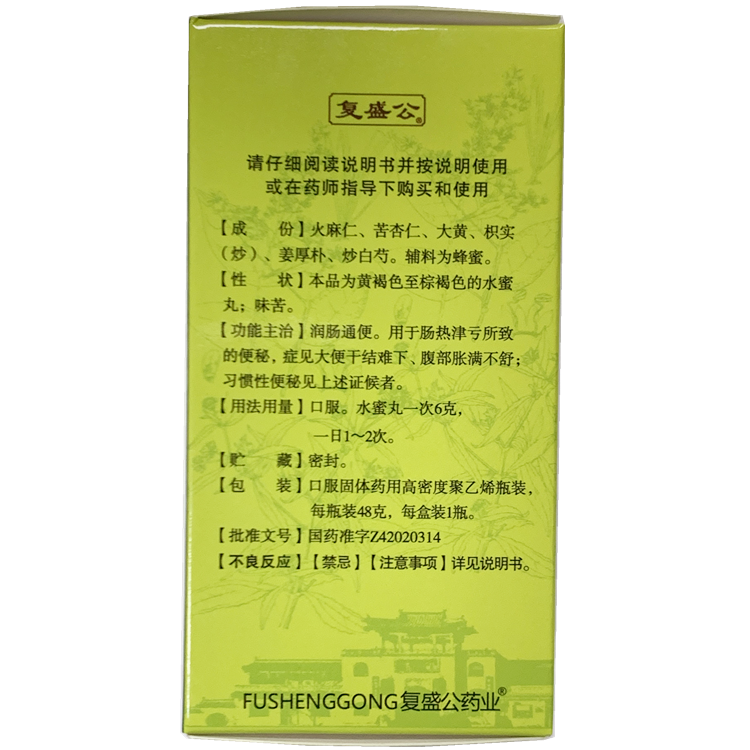 复盛公®
请仔细阅读说明书并按说明使用
或在药师指导下购买和使用
【成 份】火麻仁、苦杏仁、大黄、枳实
（炒）、姜厚朴、炒白芍。辅料为蜂蜜。
【性 状】本品为黄褐色至棕褐色的水蜜
丸；味苦。
【功能主治】润肠通便。用于肠热津亏所致
的便秘，症见大便干结难下、腹部胀满不舒；
习惯性便秘见上述证候者。
【用法用量】口服。水蜜丸一次6克，
一日1～2次。
【贮 藏】密封。
【包 装】口服固体药用高密度聚乙烯瓶装，
每瓶装48克，每盒装1瓶。
【批准文号】国药准字Z42020314
【不良反应】【禁忌】【注意事项】详见说明书。
FUSHENGGONG复盛公药业®